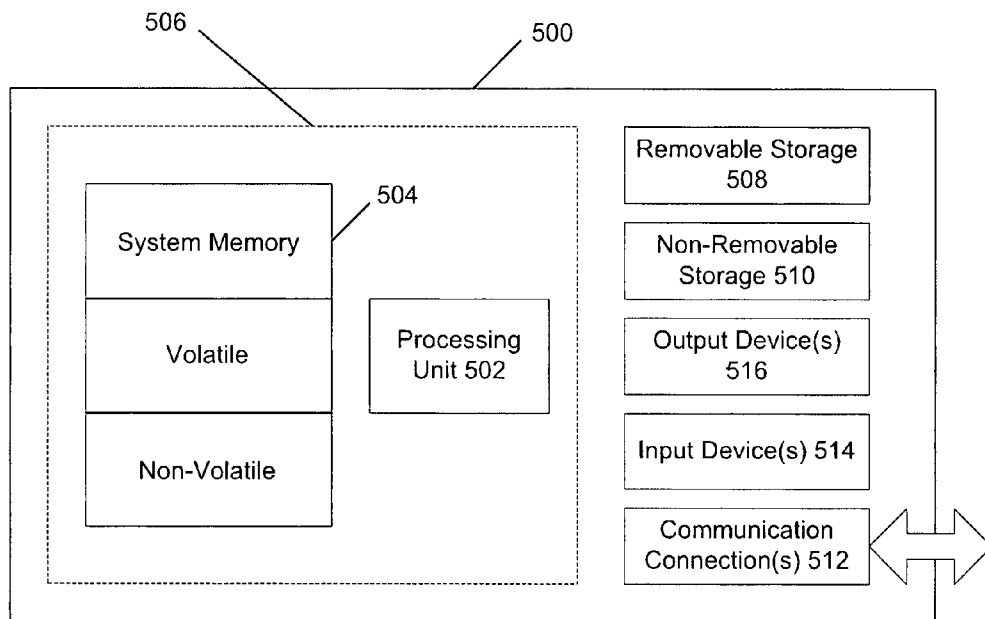 506
500
504
System Memory
Volatile
Non-Volatile
Processing
Unit 502
Removable Storage
508
Non-Removable
Storage 510
Output Device(s)
516
Input Device(s) 514
Communication
Connection(s) 512